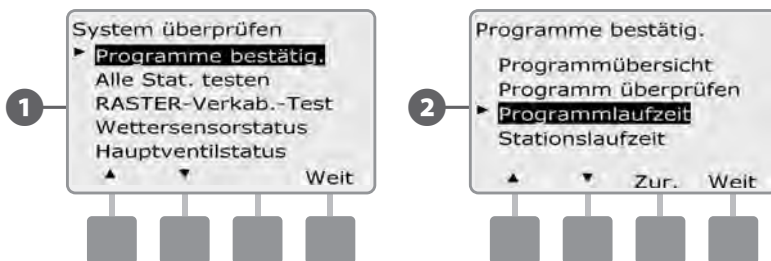 System überprüfen
Programme bestätig.
Alle Stat. testen
RASTER-Verkab.-Test
Wettersensorstatus
Hauptventilstatus
Weit
1
Programme bestätig.
Programmübersicht
Programm überprüfen
Programmlaufzeit
Stationslaufzeit
Zur. Weit
2